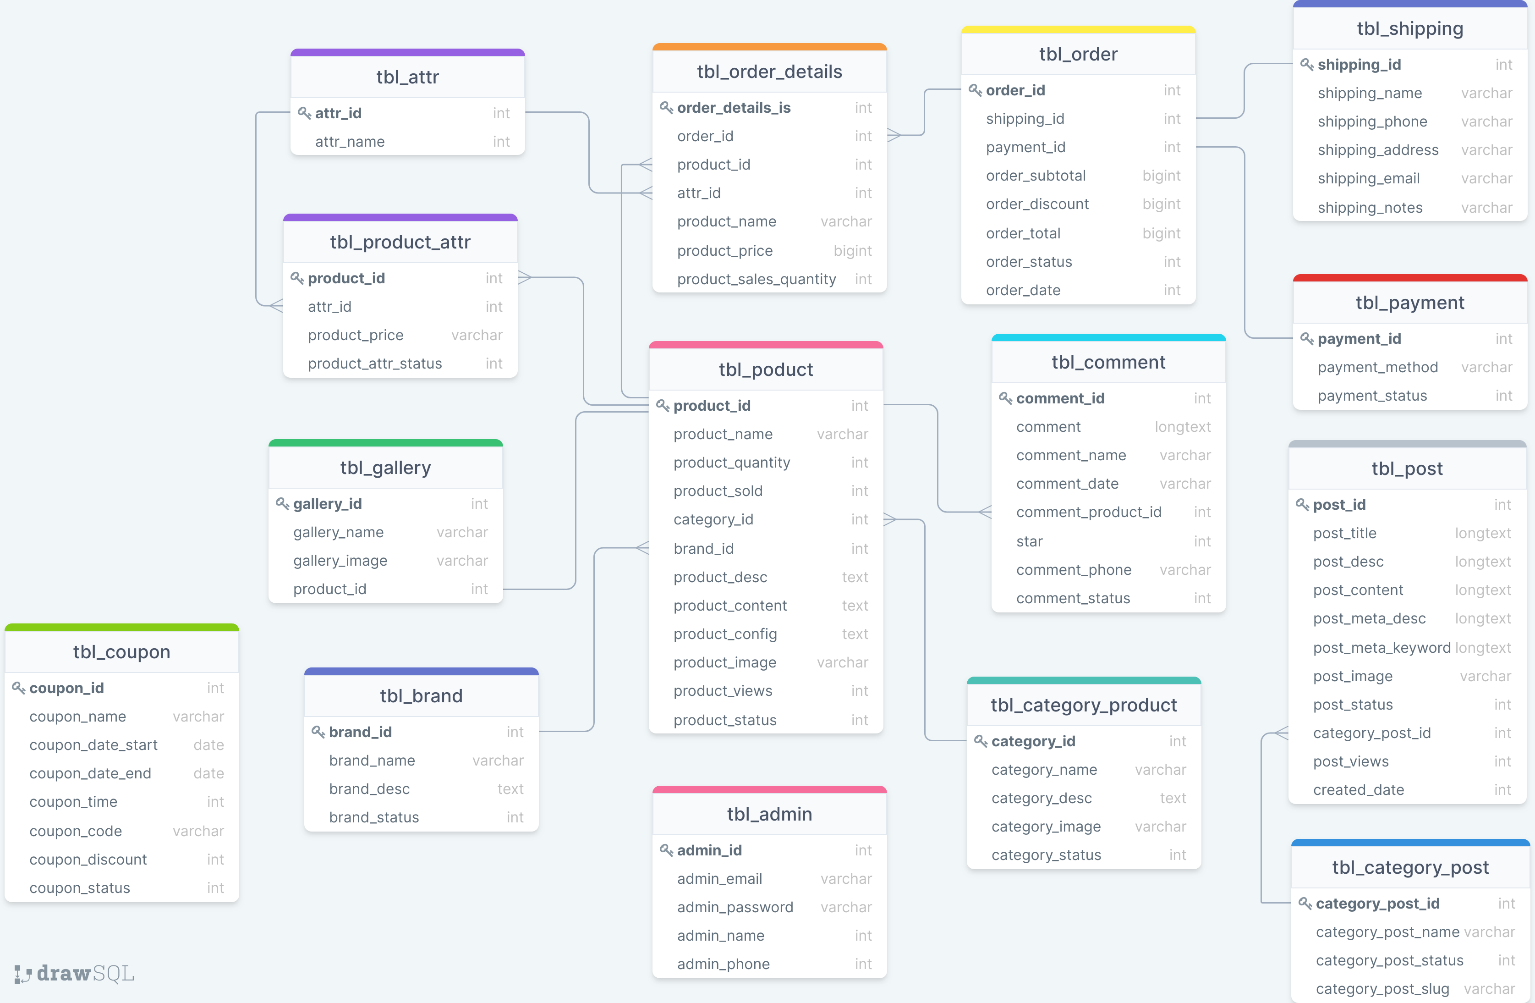 tbl_attr
attr_id int
attr_name int
tbl_product_attr
product_id int
attr_id int
product_price varchar
product_attr_status int
tbl_gallery
gallery_id int
gallery_name varchar
gallery_image varchar
product_id int
tbl_coupon
coupon_id int
coupon_name varchar
coupon_date_start date
coupon_date_end date
coupon_time int
coupon_code varchar
coupon_discount int
coupon_status int
tbl_brand
brand_id int
brand_name varchar
brand_desc text
brand_status int
tbl_order_details
order_details_is int
order_id int
product_id int
attr_id int
product_name varchar
product_price bigint
product_sales_quantity int
tbl_poduct
product_id int
product_name varchar
product_quantity int
product_sold int
category_id int
brand_id int
product_desc text
product_content text
product_config text
product_image varchar
product_views int
product_status int
tbl_admin
admin_id int
admin_email varchar
admin_password varchar
admin_name int
admin_phone int
tbl_order
order_id int
shipping_id int
payment_id int
order_subtotal bigint
order_discount bigint
order_total bigint
order_status int
order_date int
tbl_comment
comment_id int
comment longtext
comment_name varchar
comment_date varchar
comment_product_id int
star int
comment_phone varchar
comment_status int
tbl_category_product
category_id int
category_name varchar
category_desc text
category_image varchar
category_status int
tbl_shipping
shipping_id int
shipping_name varchar
shipping_phone varchar
shipping_address varchar
shipping_email varchar
shipping_notes varchar
tbl_payment
payment_id int
payment_method varchar
payment_status int
tbl_post
post_id int
post_title longtext
post_desc longtext
post_content longtext
post_meta_desc longtext
post_meta_keyword longtext
post_image varchar
post_status int
category_post_id int
post_views int
created_date int
tbl_category_post
category_post_id int
category_post_name varchar
category_post_status int
category_post_slug varchar
drawSQL